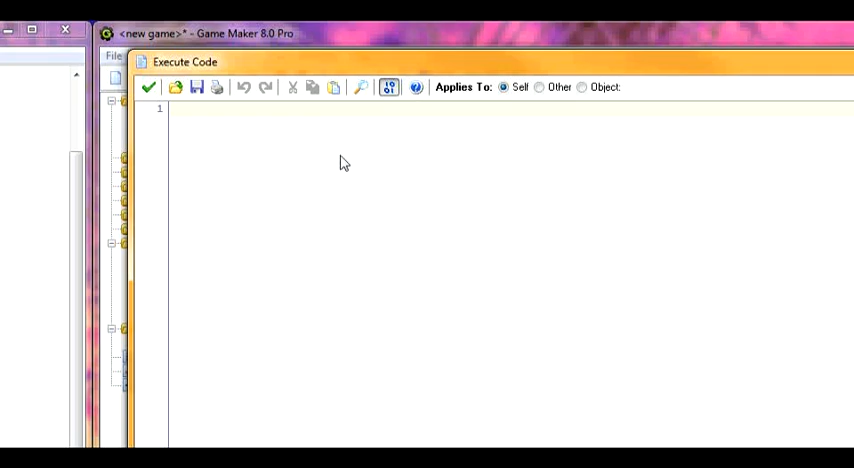 <new game>* - Game Maker 8.0 Pro
File
Execute Code
Applies To: Self Other Object:
1